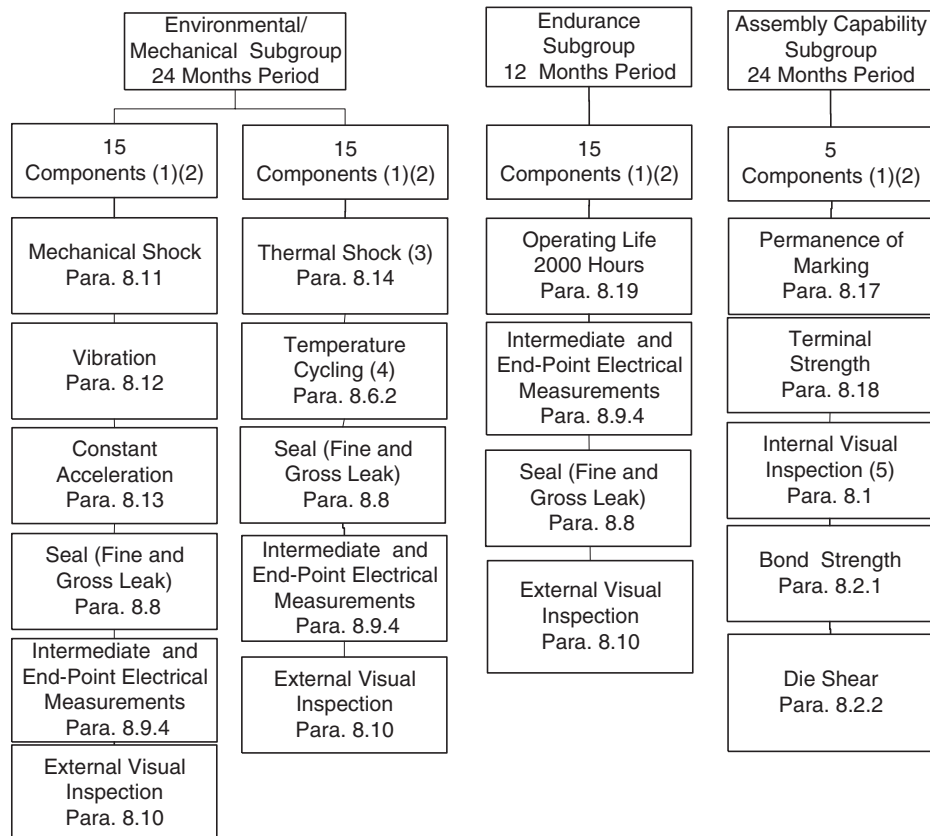 Environmental/
Mechanical Subgroup
24 Months Period
15
Components (1)(2)
Mechanical Shock
Para. 8.11
Vibration
Para. 8.12
Constant
Acceleration
Para. 8.13
Seal (Fine and
Gross Leak)
Para. 8.8
Intermediate and
End-Point Electrical
Measurements
Para. 8.9.4
External Visual
Inspection
Para. 8.10
15
Components (1)(2)
Thermal Shock (3)
Para. 8.14
Temperature
Cycling (4)
Para. 8.6.2
Seal (Fine and
Gross Leak)
Para. 8.8
Intermediate and
End-Point Electrical
Measurements
Para. 8.9.4
External Visual
Inspection
Para. 8.10
Endurance
Subgroup
12 Months Period
15
Components (1)(2)
Operating Life
2000 Hours
Para. 8.19
Intermediate and
End-Point Electrical
Measurements
Para. 8.9.4
Seal (Fine and
Gross Leak)
Para. 8.8
External Visual
Inspection
Para. 8.10
Assembly Capability
Subgroup
24 Months Period
5
Components (1)(2)
Permanence of
Marking
Para. 8.17
Terminal
Strength
Para. 8.18
Internal Visual
Inspection (5)
Para. 8.1
Bond Strength
Para. 8.2.1
Die Shear
Para. 8.2.2